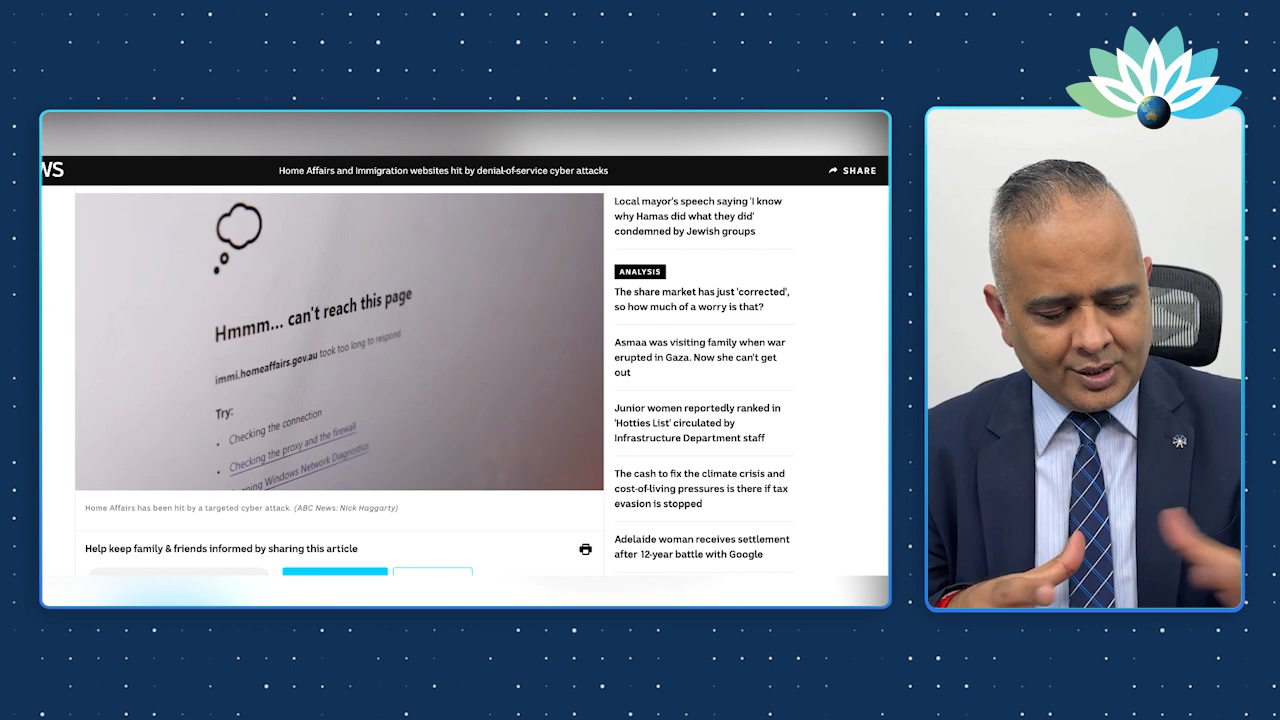 WS
Home Affairs and Immigration websites hit by denial-of-service cyber attacks
SHARE
Hmmm... can't reach this page
immi.homeaffairs.gov.au took too long to respond
Try:
• Checking the connection
• Checking the proxy and the firewall
Windows Network Diagnostics
Home Affairs has been hit by a targeted cyber attack. (ABC News: Nick Haggarty)
Help keep family & friends informed by sharing this article
Local mayor's speech saying 'I know
why Hamas did what they did'
condemned by Jewish groups
ANALYSIS
The share market has just 'corrected',
so how much of a worry is that?
Asmaa was visiting family when war
erupted in Gaza. Now she can't get
out
Junior women reportedly ranked in
'Hotties List' circulated by
Infrastructure Department staff
The cash to fix the climate crisis and
cost-of-living pressures is there if tax
evasion is stopped
Adelaide woman receives settlement
after 12-year battle with Google